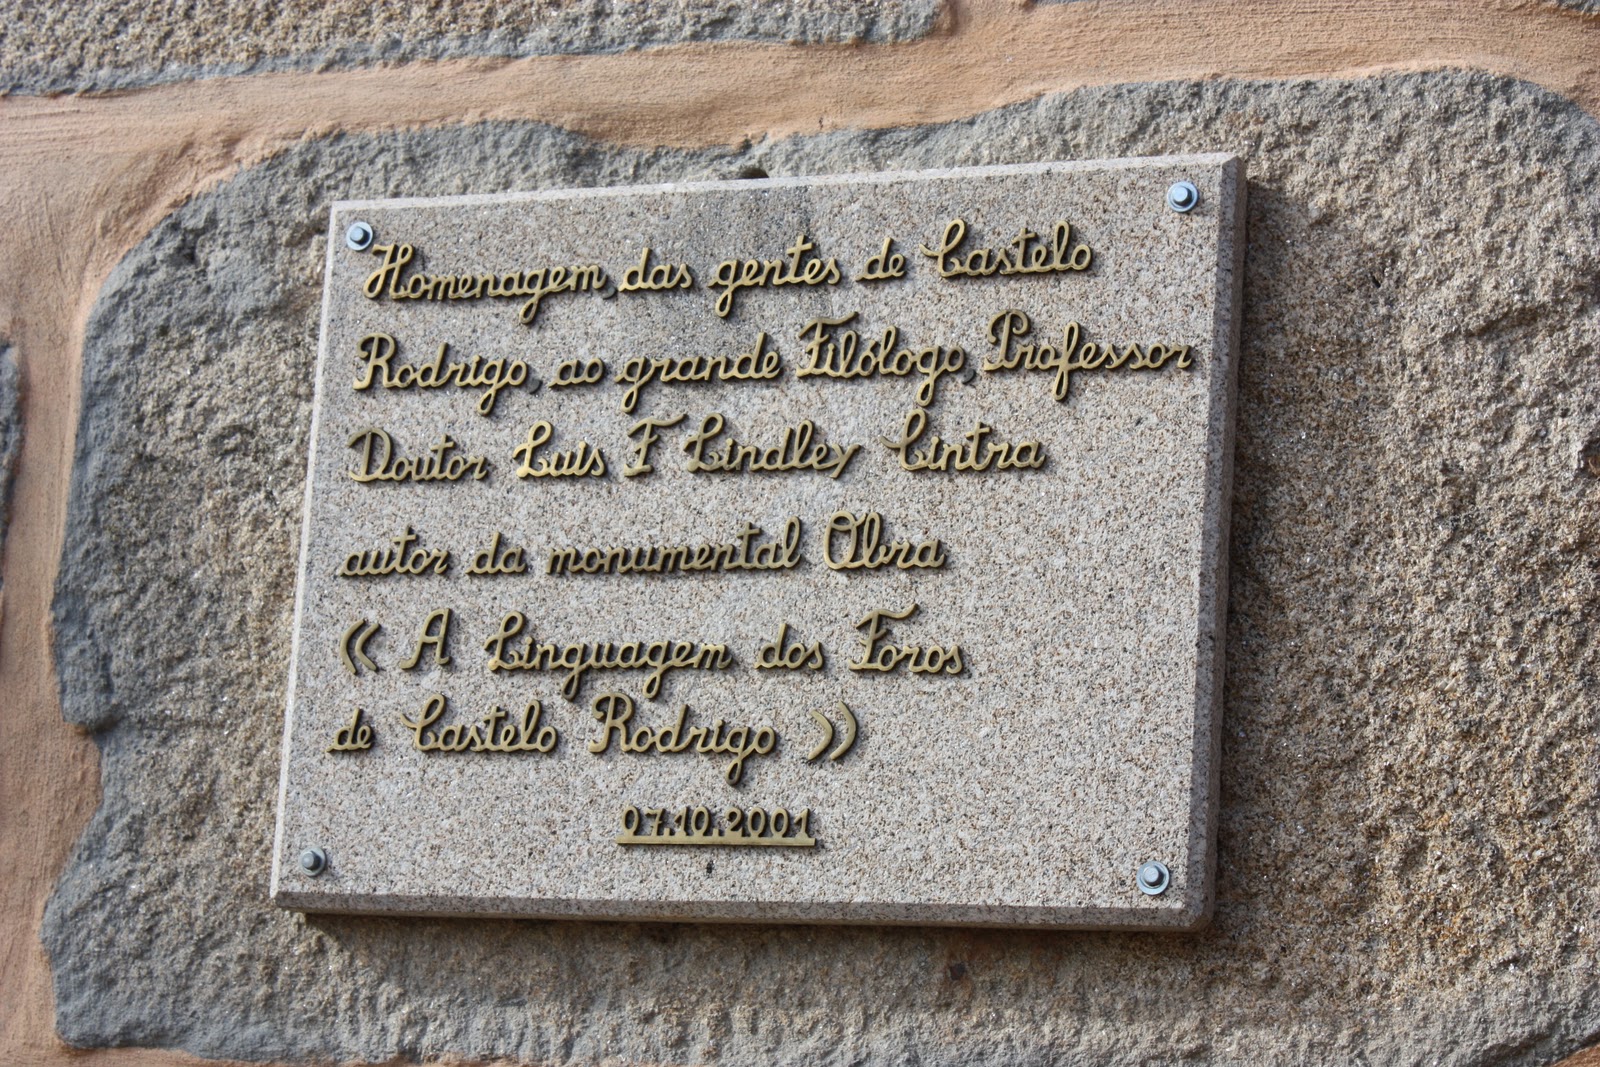 Homenagem, das gentes de Castelo
Rodrigo, ao grande Filólogo, Professor
Doutor Luis F Lindley Cintra
autor da monumental Obra
« A Linguagem dos Foros
de Castelo Rodrigo »
07.10.2001